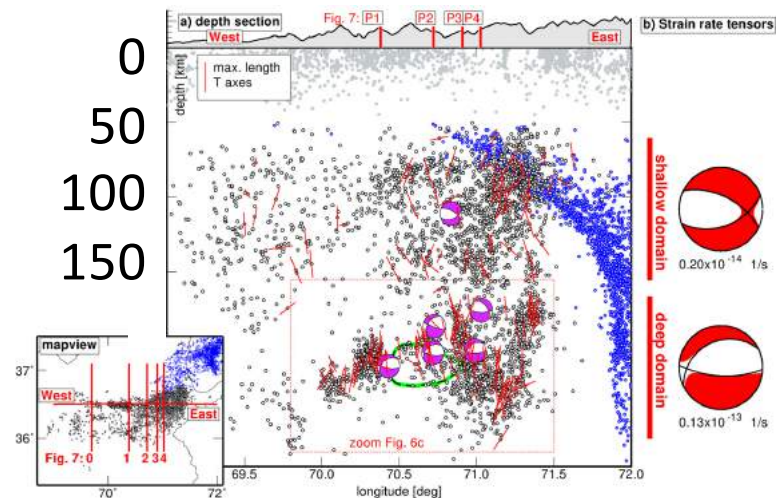 Fig. 7: P1 P2 P3 P4
a) depth section
West
East
b) Strain rate tensors
0
50
100
150
depth [km]
max. length
T axes
shallow domain
0.20x10 -14 1/s
deep domain
0.13x10 -13 1/s
zoom Fig. 6c
mapview
37°
36°
West
East
Fig. 7: 0 1 2 3 4
70° 72°
69.5 70.0 70.5 71.0 71.5 72.0
longitude [deg]